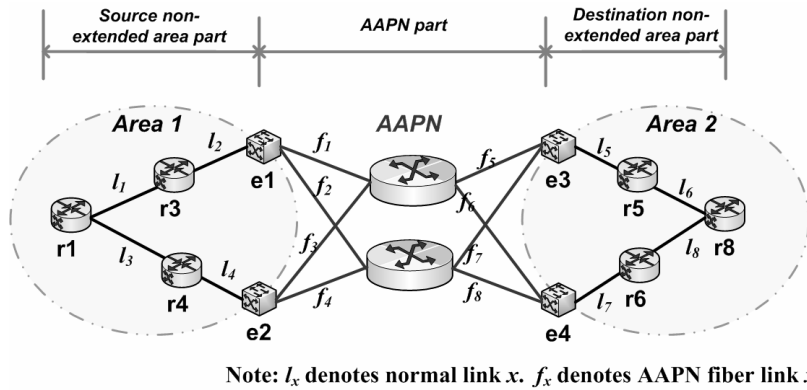 Source non-
extended area part
AAPN part
Destination non-
extended area part
Area 1
AAPN
Area 2
l2
e1
f1
f5
e3
l5
l1
r3
f2
f6
r5
l6
r1
r8
l3
f3
f7
l8
r4
l4
f4
f8
r6
l7
e2
e4
Note: lx denotes normal link x. fx denotes AAPN fiber link